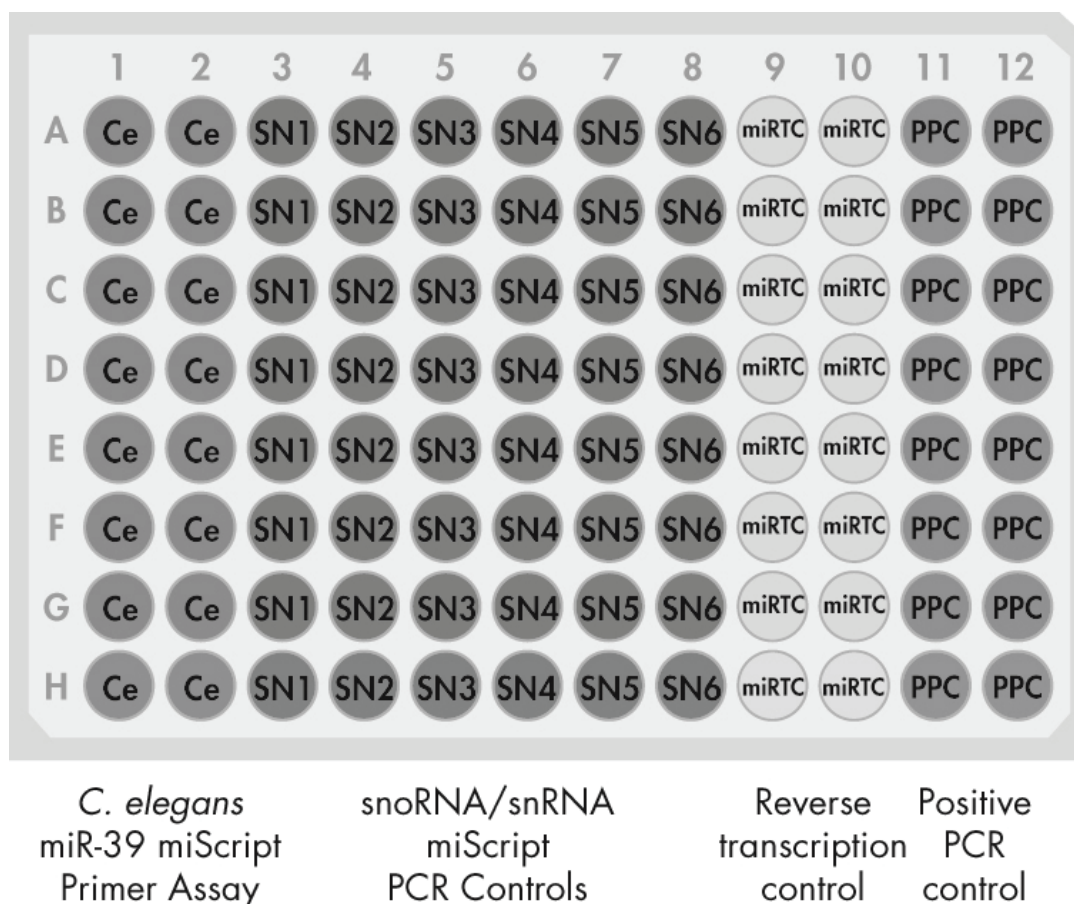 1 2 3 4 5 6 7 8 9 10 11 12
A Ce Ce SN1 SN2 SN3 SN4 SN5 SN6 miRTC miRTC PPC PPC
B Ce Ce SN1 SN2 SN3 SN4 SN5 SN6 miRTC miRTC PPC PPC
C Ce Ce SN1 SN2 SN3 SN4 SN5 SN6 miRTC miRTC PPC PPC
D Ce Ce SN1 SN2 SN3 SN4 SN5 SN6 miRTC miRTC PPC PPC
E Ce Ce SN1 SN2 SN3 SN4 SN5 SN6 miRTC miRTC PPC PPC
F Ce Ce SN1 SN2 SN3 SN4 SN5 SN6 miRTC miRTC PPC PPC
G Ce Ce SN1 SN2 SN3 SN4 SN5 SN6 miRTC miRTC PPC PPC
H Ce Ce SN1 SN2 SN3 SN4 SN5 SN6 miRTC miRTC PPC PPC
C. elegans
miR-39 miScript
Primer Assay
snoRNA/snRNA
miScript
PCR Controls
Reverse
transcription
control
Positive
PCR
control